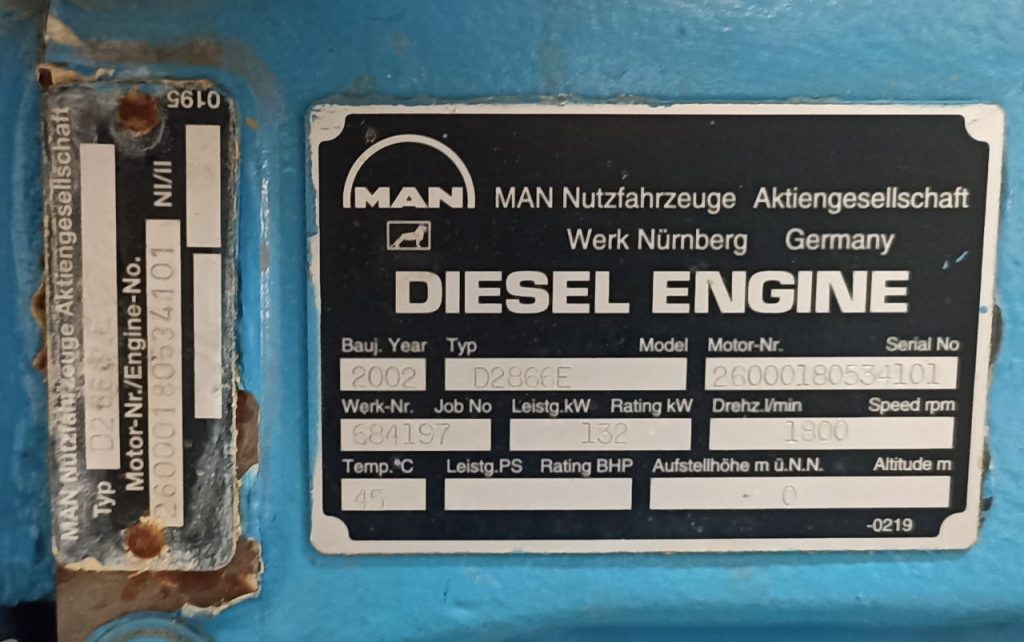 MAN Nutzfahrzeuge Aktiengesellschaft
Typ
Motor-Nr./Engine-No.
26000180534101 NI/II
0195
MAN
MAN Nutzfahrzeuge Aktiengesellschaft
Werk Nürnberg Germany
DIESEL ENGINE
Bauj. Year Typ Model Motor-Nr. Serial No
2002 D2866E 26000180534101
Werk-Nr. Job No Leistg.kW Rating kW Drehz.l/min Speed rpm
684197 132 1800
Temp.°C Leistg.PS Rating BHP Aufstellhöhe m ü.N.N. Altitude m
45 0
-0219